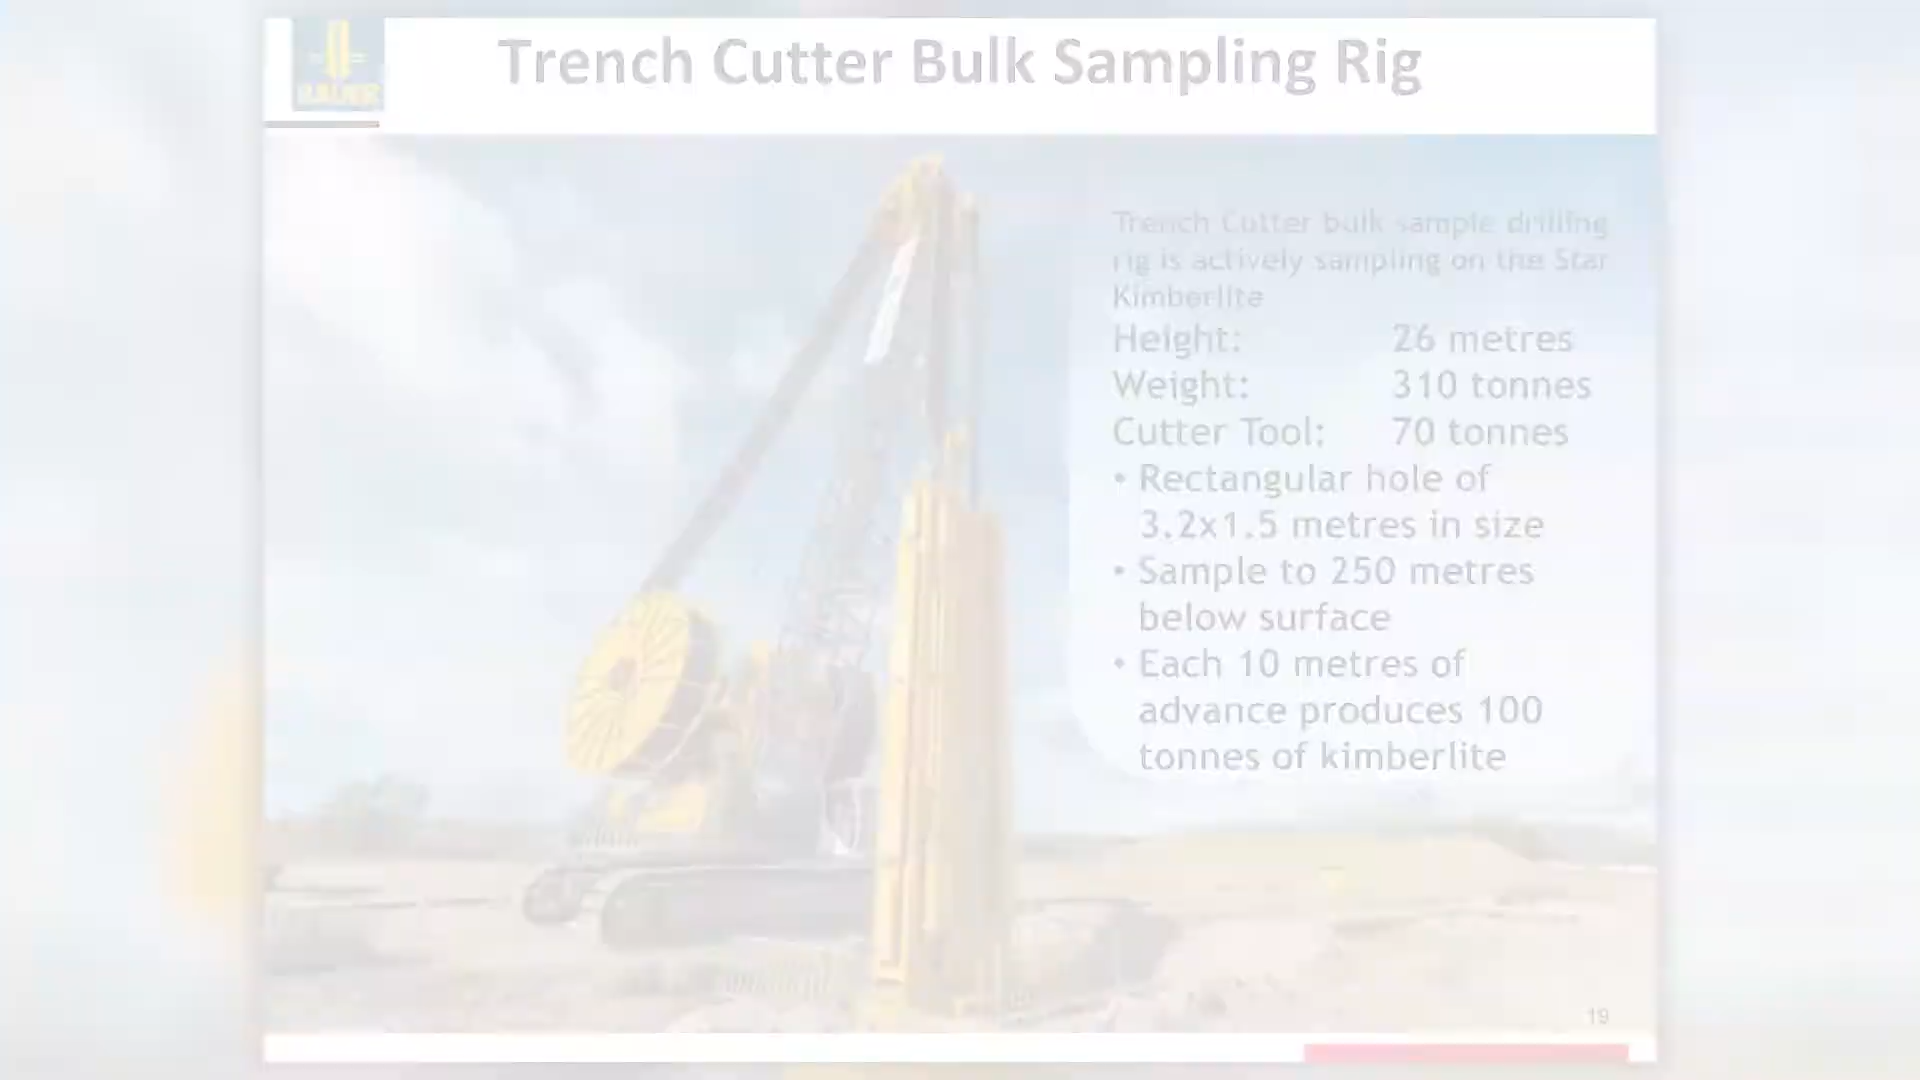 BAUER
Trench Cutter Bulk Sampling Rig
Trench Cutter bulk sample drilling
rig is actively sampling on the Star
Kimberlite
Height: 26 metres
Weight: 310 tonnes
Cutter Tool: 70 tonnes
• Rectangular hole of
3.2x1.5 metres in size
• Sample to 250 metres
below surface
• Each 10 metres of
advance produces 100
tonnes of kimberlite
19